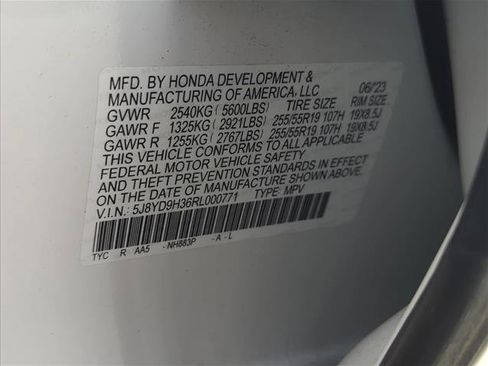 MFD. BY HONDA DEVELOPMENT &
MANUFACTURING OF AMERICA, LLC 06/23
GVWR 2540KG (5600LBS) TIRE SIZE RIM SIZE
GAWR F 1325KG (2921LBS) 255/55R19 107H 19X8.5J
GAWR R 1255KG (2767LBS) 255/55R19 107H 19X8.5J
THIS VEHICLE CONFORMS TO ALL APPLICABLE
FEDERAL MOTOR VEHICLE SAFETY
AND THEFT PREVENTION STANDARDS IN EFFECT
ON THE DATE OF MANUFACTURE SHOWN ABOVE.
V.I.N.: 5J8YD9H36RL000771 TYPE: MPV
TYC R AA5 -NH883P -A-L